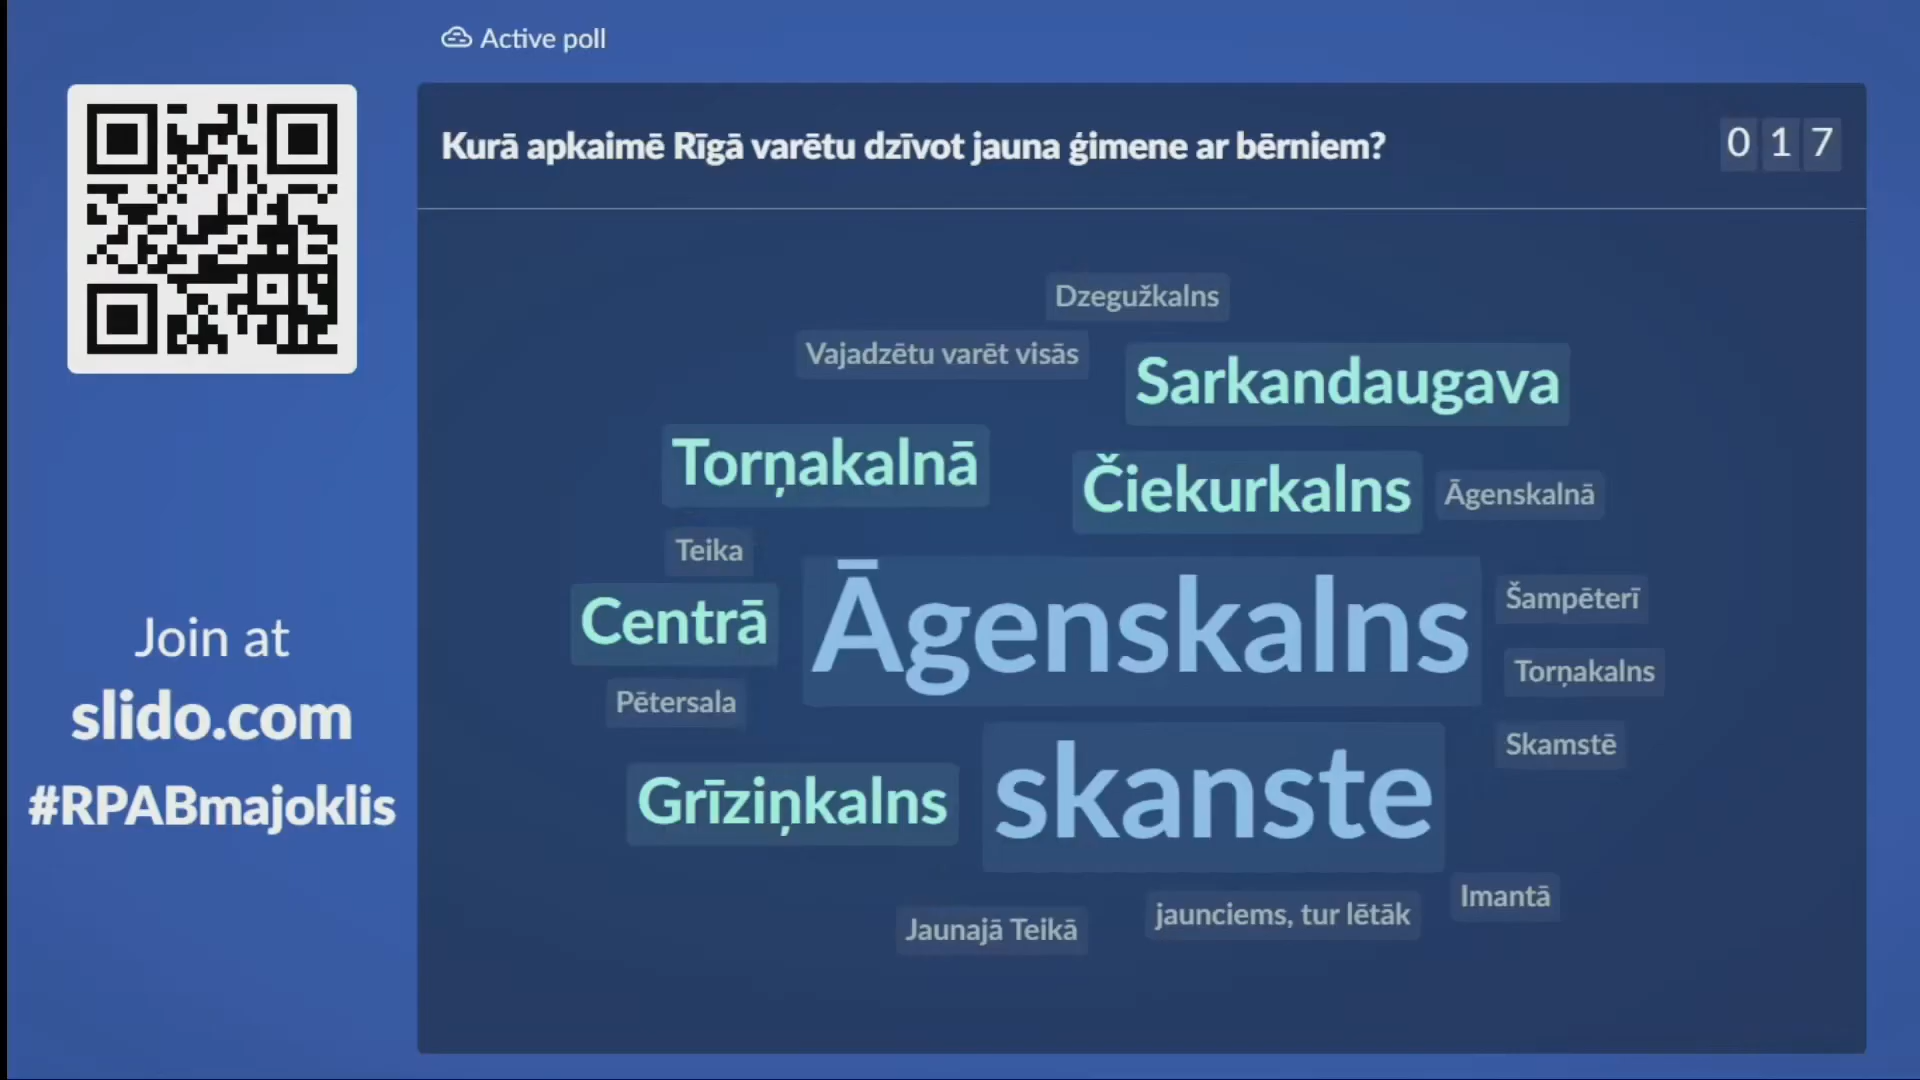 Active poll
Kurā apkaimē Rīgā varētu dzīvot jauna ģimene ar bērniem?
017
Dzegužkalns
Vajadzētu varēt visās
Sarkandaugava
Torņakalnā
Čiekurkalns
Āgenskalnā
Teika
Centrā
Āgenskalns
Šampēterī
Torņakalns
Pētersala
Skamstē
Grīziņkalns
skanste
Imantā
jaunciems, tur lētāk
Jaunajā Teikā
Join at
slido.com
#RPABmajoklis